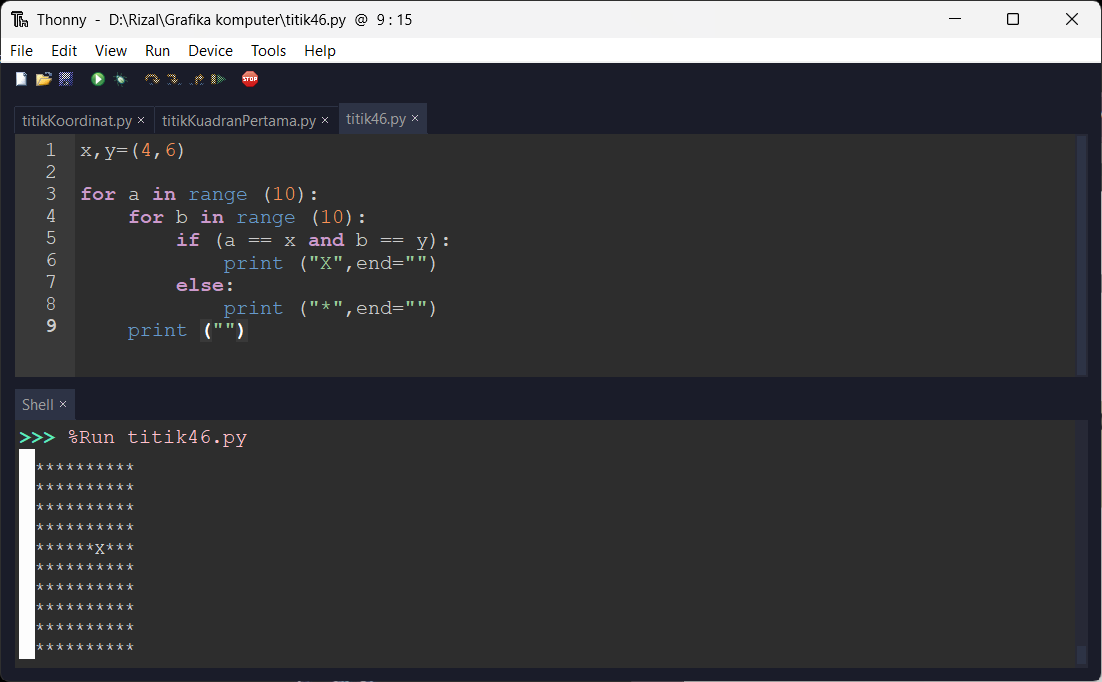 Thonny - D:\Rizal\Grafika komputer\titik46.py @ 9 : 15
File Edit View Run Device Tools Help
STOP
titikKoordinat.py × titikKuadranPertama.py × titik46.py ×
1 x,y=(4,6)
2
3 for a in range (10):
4     for b in range (10):
5         if (a == x and b == y):
6             print ("X",end="")
7         else:
8             print ("*",end="")
9     print ("")
Shell ×
>>> %Run titik46.py
**********
**********
**********
**********
******X***
**********
**********
**********
**********
**********